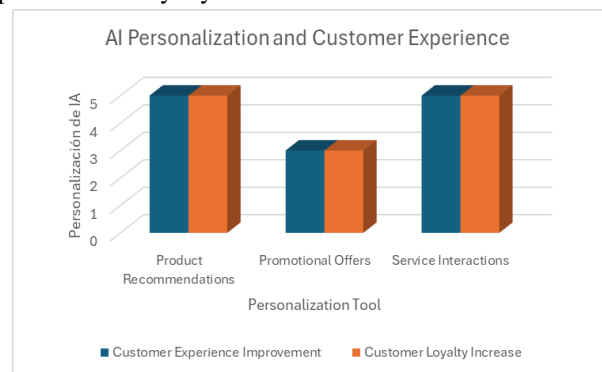 AI Personalization and Customer Experience
Personalización de IA
5
4
3
2
1
0
Product
Recommendations
Promotional Offers
Service Interactions
Personalization Tool
Customer Experience Improvement
Customer Loyalty Increase